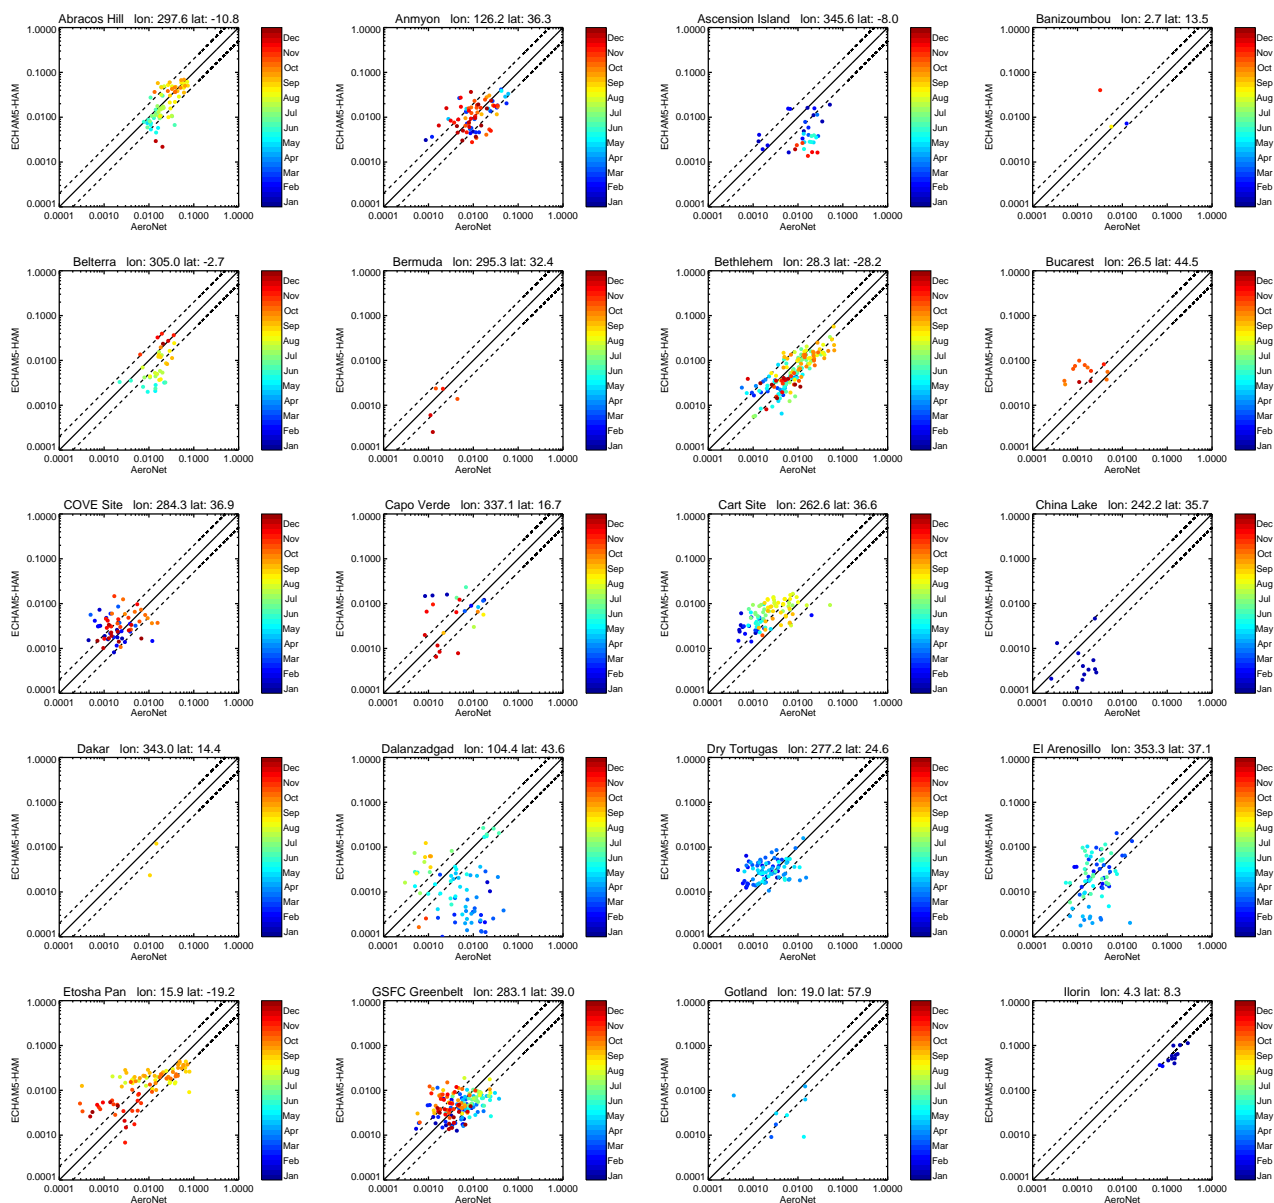 Abracos Hill lon: 297.6 lat: -10.8
Anmyon lon: 126.2 lat: 36.3
Ascension Island lon: 345.6 lat: -8.0
Banizoumbou lon: 2.7 lat: 13.5
1.0000
0.1000
0.0100
0.0010
0.0001
ECHAM5-HAM
0.0001 0.0010 0.0100 0.1000 1.0000
AeroNet
Dec
Nov
Oct
Sep
Aug
Jul
Jun
May
Apr
Mar
Feb
Jan
Belterra lon: 305.0 lat: -2.7
Bermuda lon: 295.3 lat: 32.4
Bethlehem lon: 28.3 lat: -28.2
Bucarest lon: 26.5 lat: 44.5
COVE Site lon: 284.3 lat: 36.9
Capo Verde lon: 337.1 lat: 16.7
Cart Site lon: 262.6 lat: 36.6
China Lake lon: 242.2 lat: 35.7
Dakar lon: 343.0 lat: 14.4
Dalanzadgad lon: 104.4 lat: 43.6
Dry Tortugas lon: 277.2 lat: 24.6
El Arenosillo lon: 353.3 lat: 37.1
Etosha Pan lon: 15.9 lat: -19.2
GSFC Greenbelt lon: 283.1 lat: 39.0
Gotland lon: 19.0 lat: 57.9
Ilorin lon: 4.3 lat: 8.3